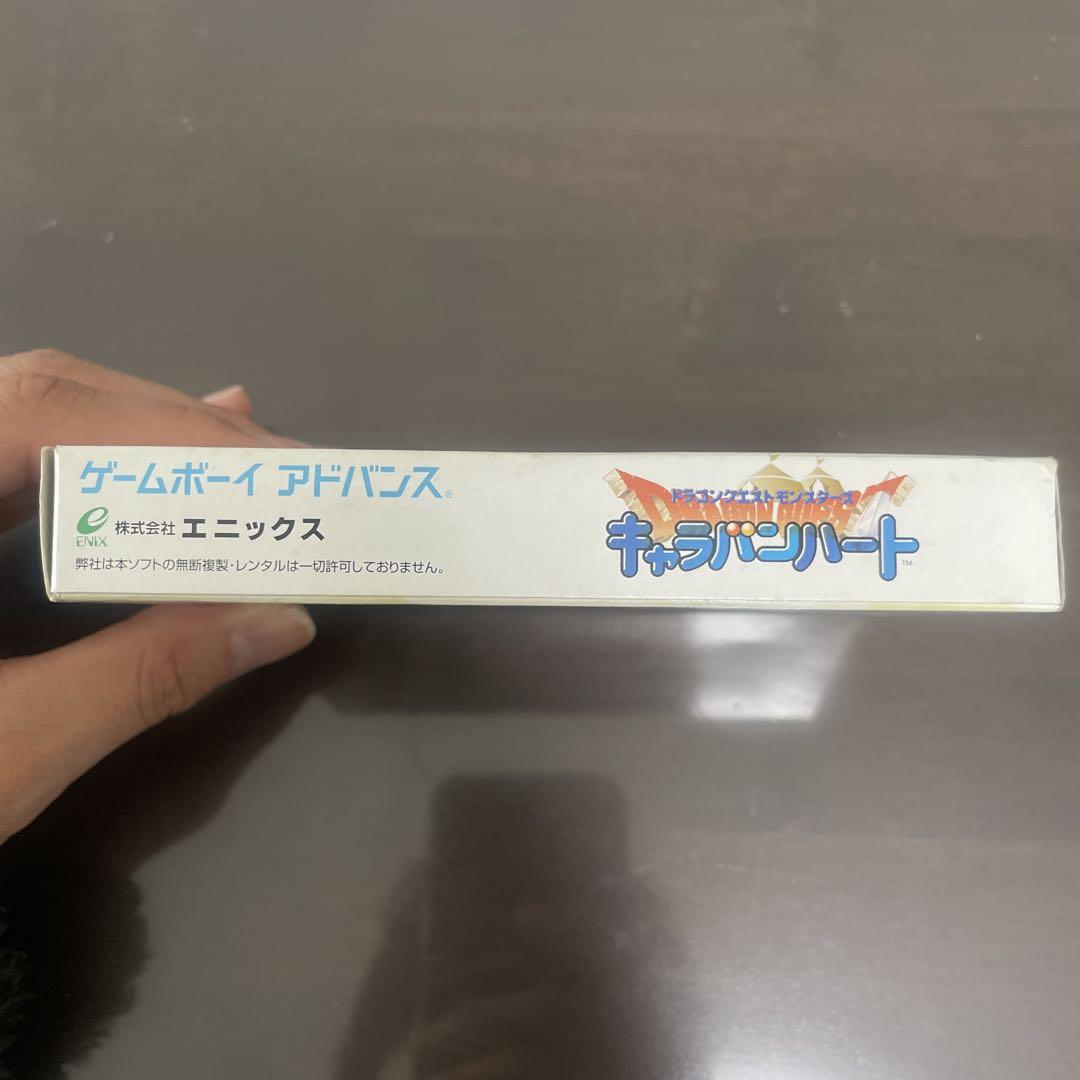 ゲームボーイ アドバンス®
ENIX
株式会社 エニックス
弊社は本ソフトの無断複製・レンタルは一切許可しておりません。
DRAGON QUEST
ドラゴンクエストモンスターズ
キャラバンハート™